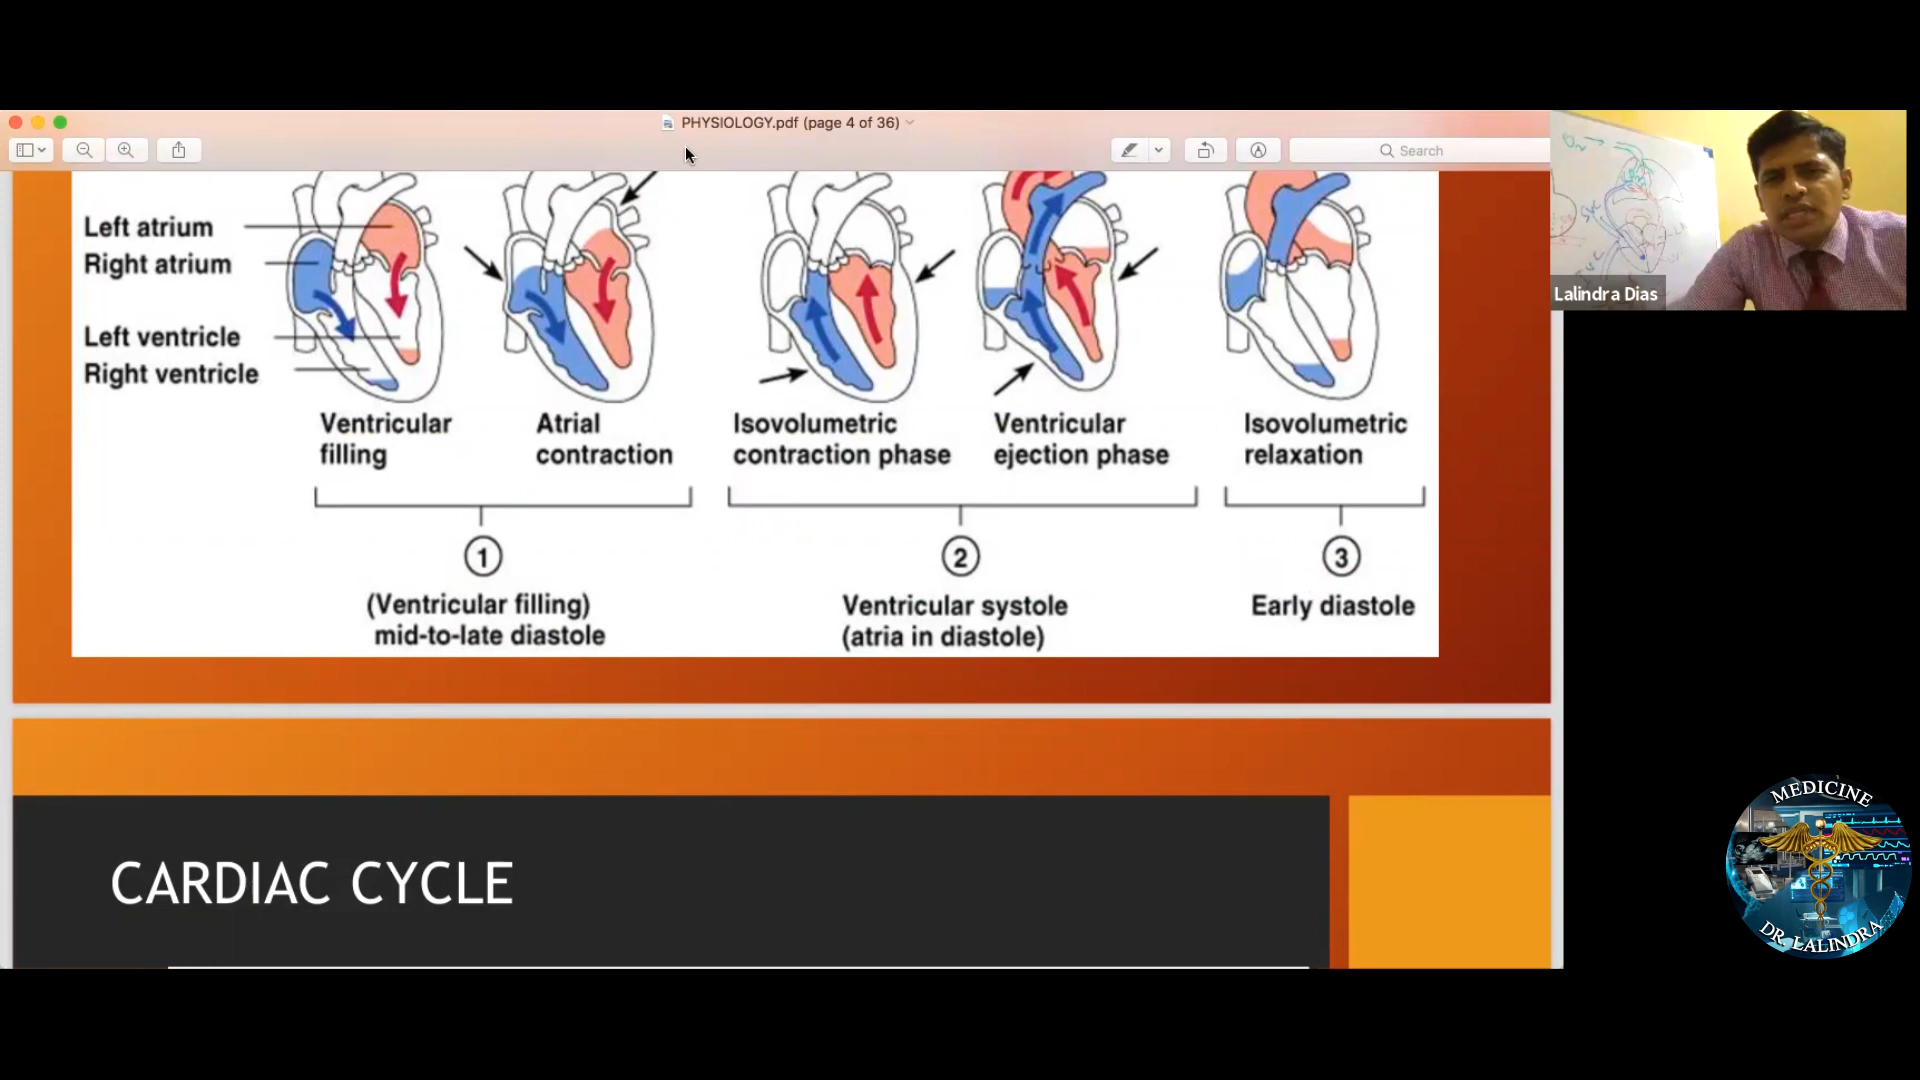 PHYSIOLOGY.pdf (page 4 of 36)
Search
Left atrium
Right atrium
Left ventricle
Right ventricle
Ventricular
filling
Atrial
contraction
Isovolumetric
contraction phase
Ventricular
ejection phase
Isovolumetric
relaxation
1
(Ventricular filling)
mid-to-late diastole
2
Ventricular systole
(atria in diastole)
3
Early diastole
CARDIAC CYCLE
Lalindra Dias
MEDICINE
DR. LALINDRA